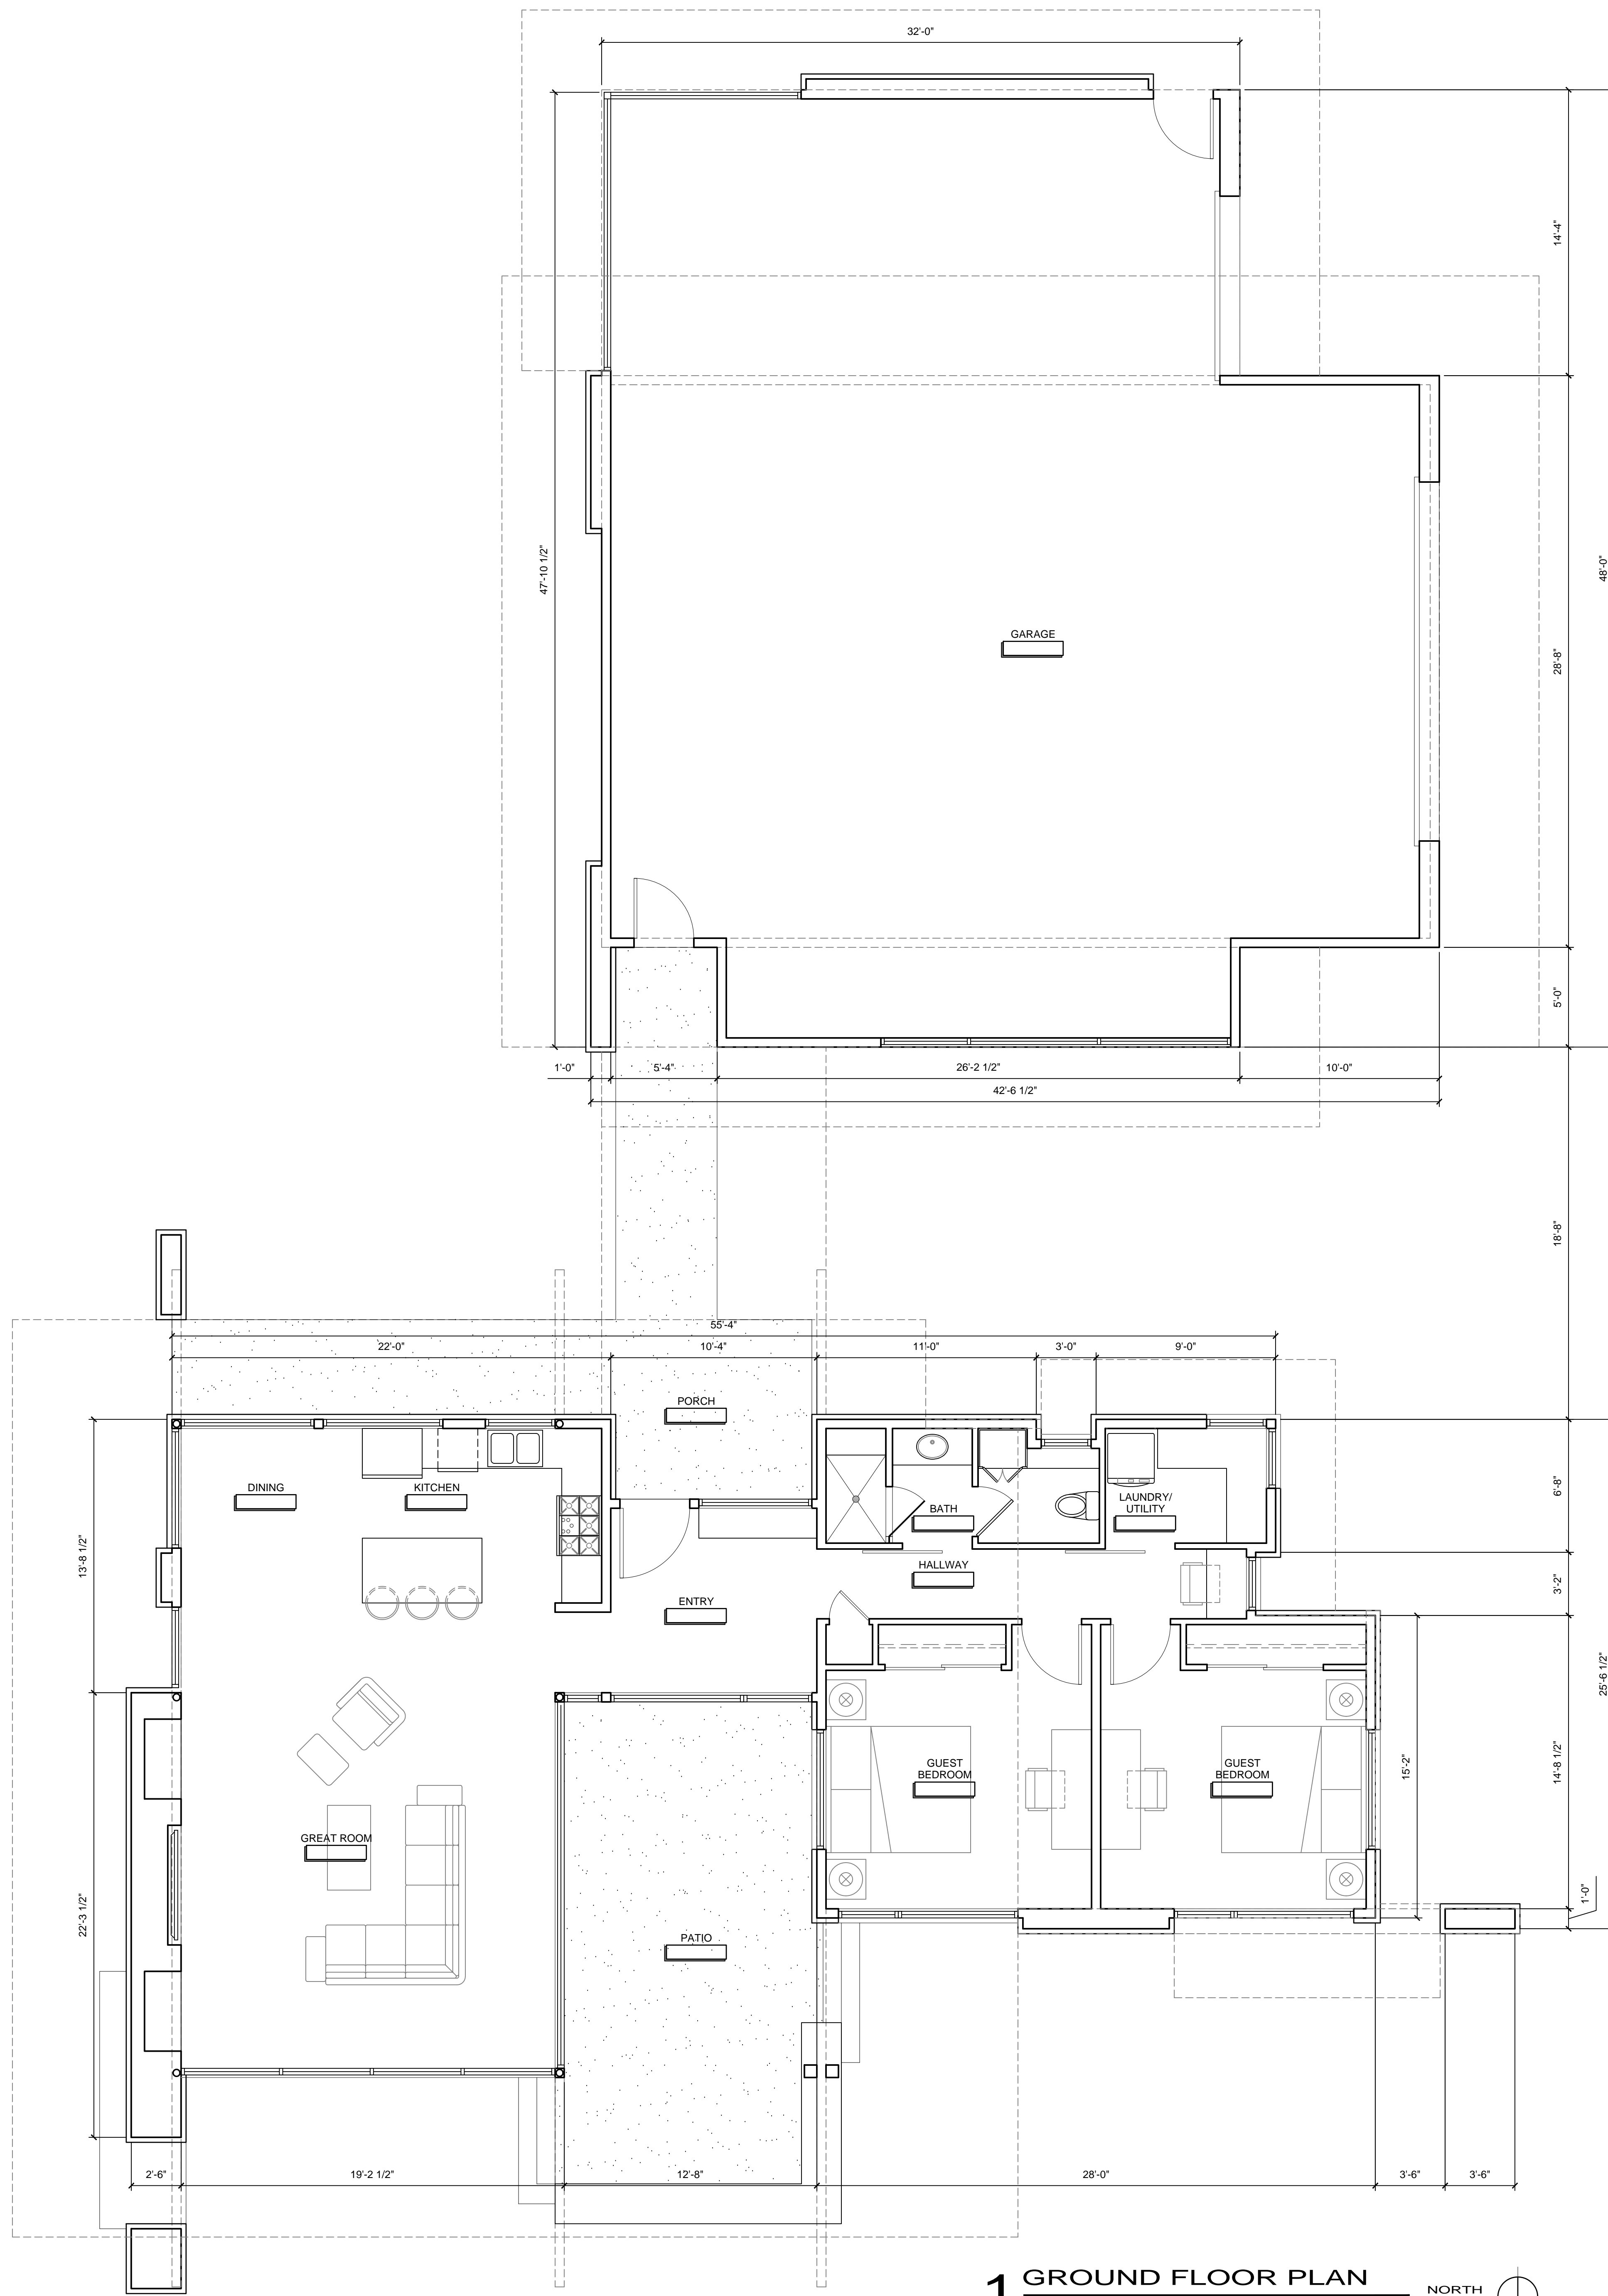 32'-0"
14'-4"
47'-10 1/2"
48'-0"
GARAGE
28'-8"
5'-0"
1'-0"
5'-4"
26'-2 1/2"
10'-0"
42'-6 1/2"
18'-8"
55'-4"
22'-0"
10'-4"
11'-0"
3'-0"
9'-0"
PORCH
DINING
KITCHEN
BATH
LAUNDRY/
UTILITY
6'-8"
13'-8 1/2"
HALLWAY
3'-2"
ENTRY
25'-6 1/2"
GUEST
BEDROOM
GUEST
BEDROOM
15'-2"
14'-8 1/2"
GREAT ROOM
22'-3 1/2"
1'-0"
PATIO
2'-6"
19'-2 1/2"
12'-8"
28'-0"
3'-6"
3'-6"
1 GROUND FLOOR PLAN
NORTH